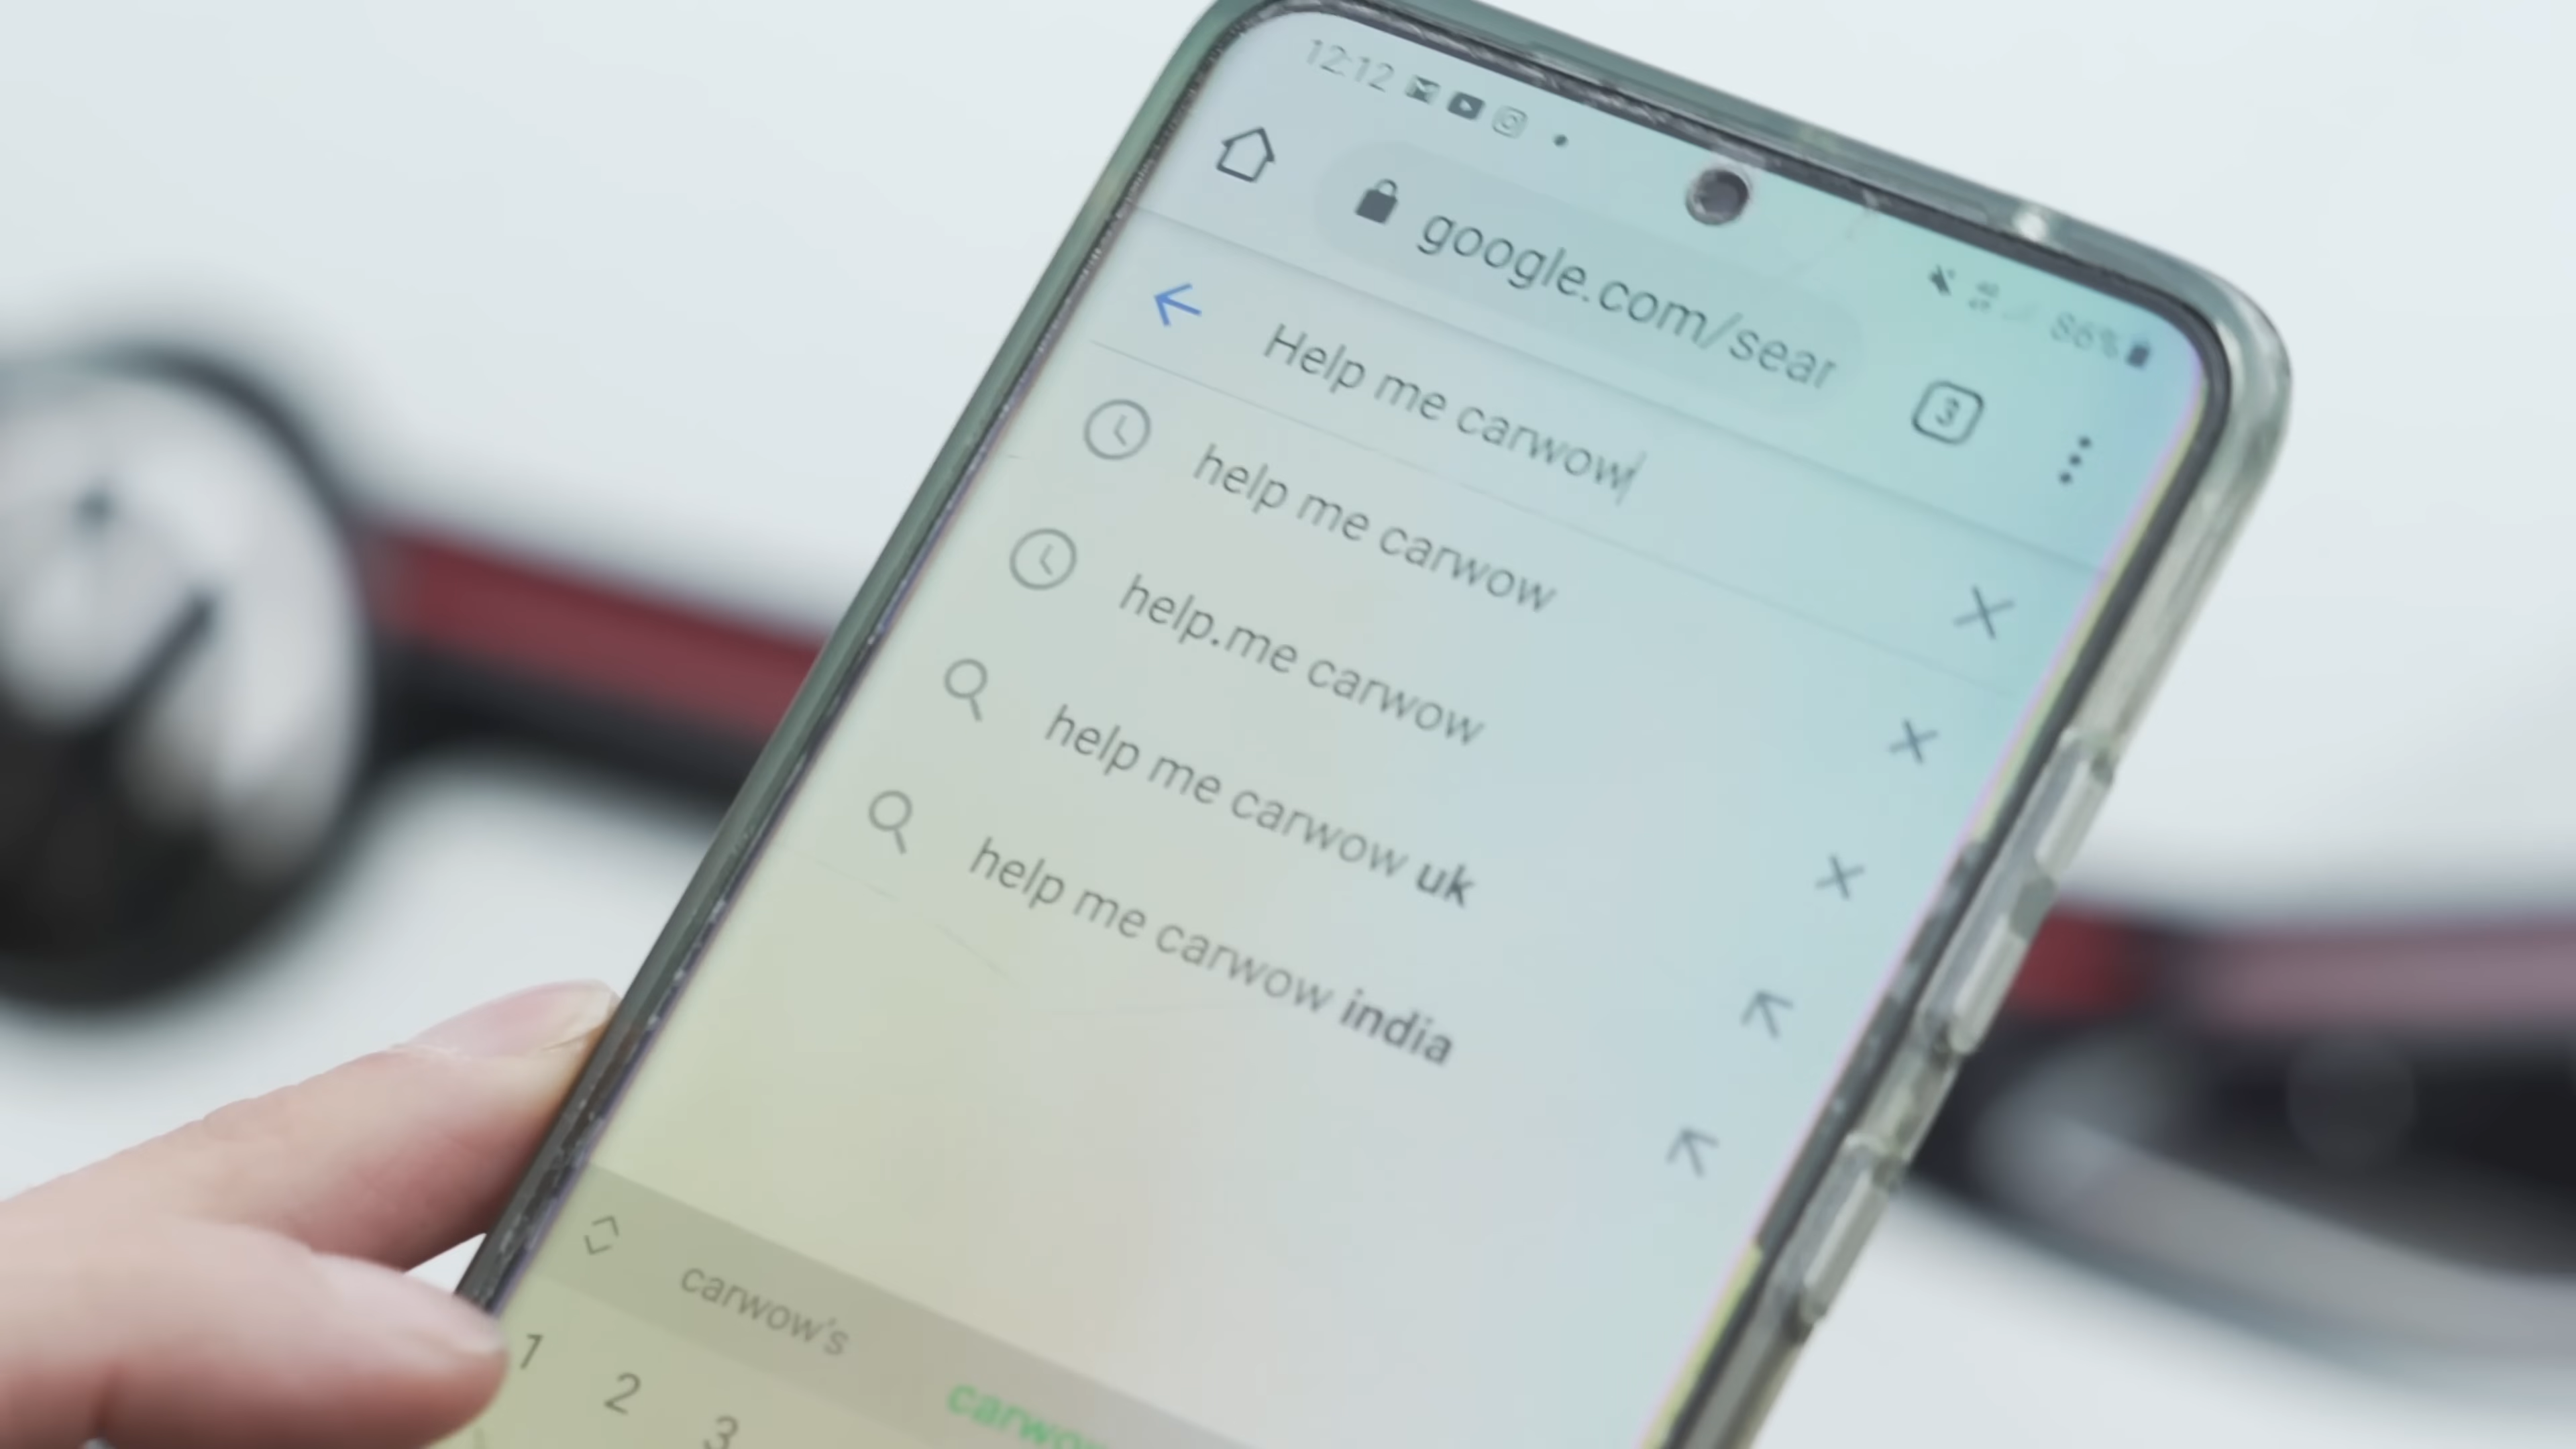 12:12
86%
google.com/sear
3
Help me carwow
help me carwow
help.me carwow
help me carwow uk
help me carwow india
carwow's
1 2 3